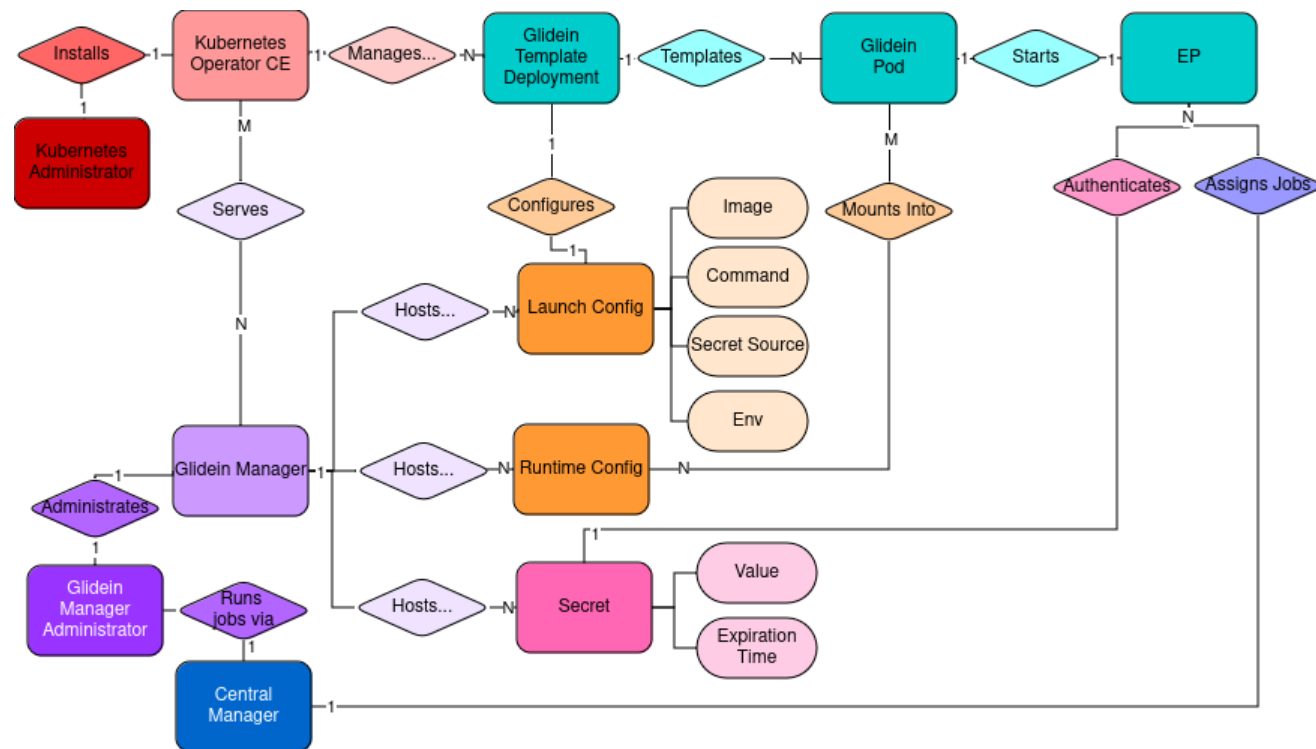 Installs
1
Kubernetes
Operator CE
1
Manages...
N
Glidein
Template
Deployment
1
Templates
N
Glidein
Pod
1
Starts
1
EP
1
M
1
M
N
Kubernetes
Administrator
Serves
Configures
Image
Mounts Into
Authenticates
Assigns Jobs
1
Command
Hosts...
N
Launch Config
Secret Source
N
Env
Glidein Manager
1
Hosts...
N
Runtime Config
N
1
Administrates
1
1
Glidein
Manager
Administrator
Runs
jobs via
1
Hosts...
N
Secret
Value
Expiration
Time
Central
Manager
1